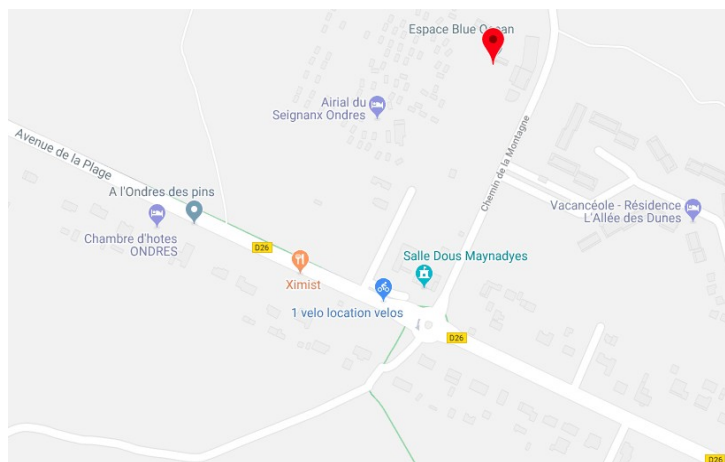 Espace Blue Ocean
Airial du
Seignanx Ondres
Avenue de la Plage
Chemin de la Montagne
A l'Ondres des pins
Chambre d'hotes
ONDRES
Vacancéole - Résidence
L'Allée des Dunes
D26
Salle Dous Maynadyes
Ximist
1 velo location velos
D26
D26